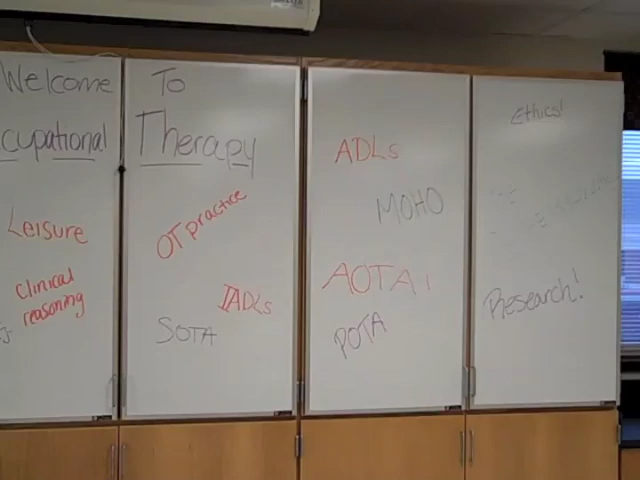 Welcome To
cupational Therapy
Leisure
Clinical
reasoning
OT practice
IADLs
SOTA
ADLs
MOHO
AOTA!
POTA
Ethics!
Research!